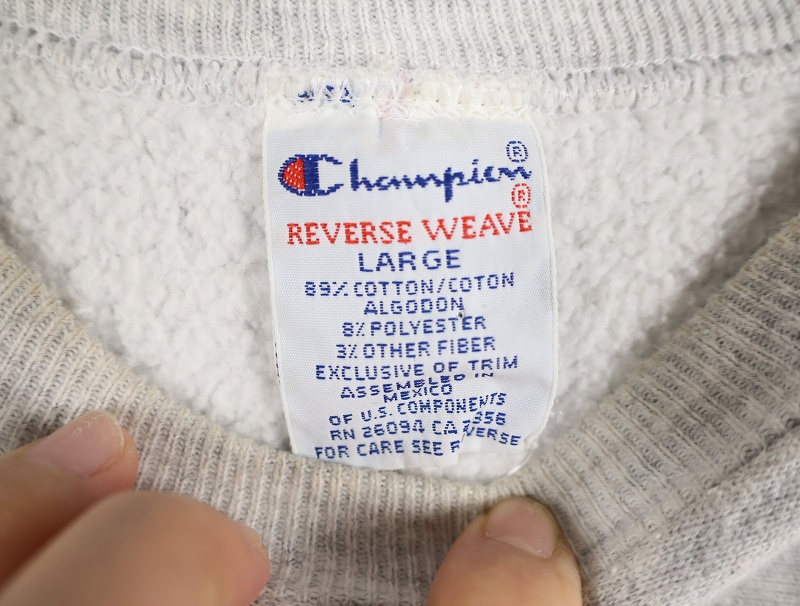 Champion®
®
REVERSE WEAVE
LARGE
89% COTTON/COTON
ALGODON
8% POLYESTER
3% OTHER FIBER
EXCLUSIVE OF TRIM
ASSEMBLED IN
MEXICO
OF U.S. COMPONENTS
RN 26094 CA
FOR CARE SEE REVERSE